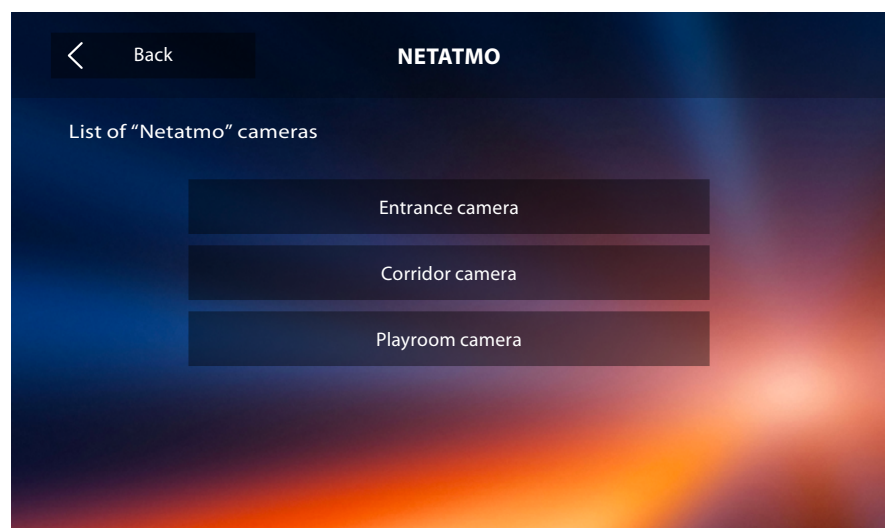 Back
NETATMO
List of “Netatmo” cameras
Entrance camera
Corridor camera
Playroom camera